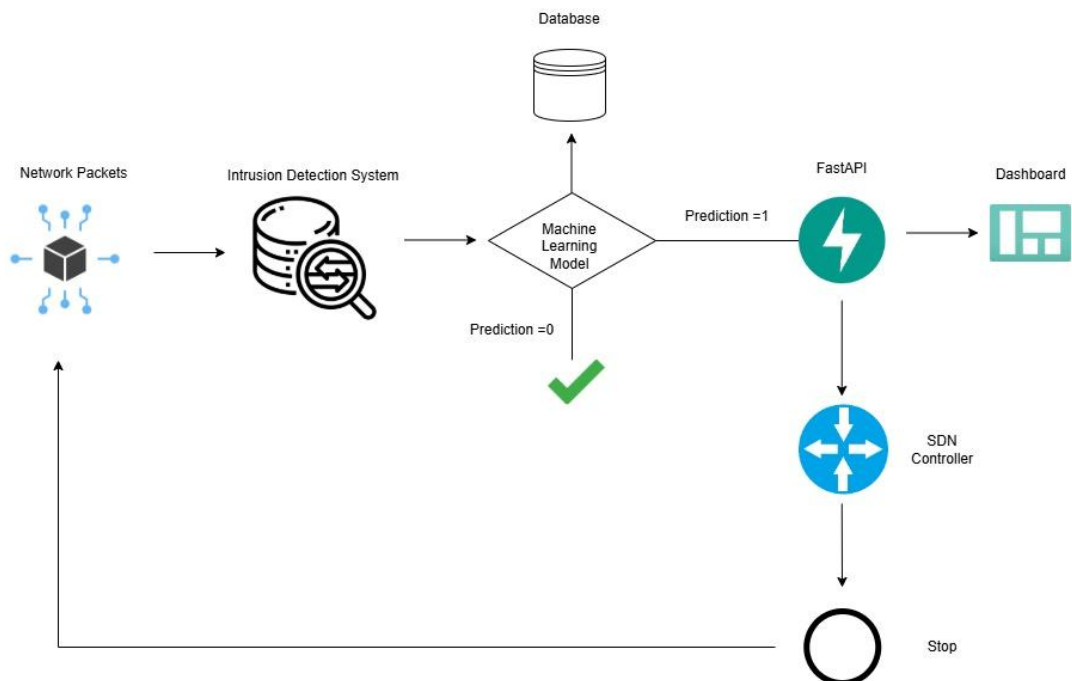 Database
Network Packets
Intrusion Detection System
FastAPI
Dashboard
Machine
Learning
Model
Prediction =1
Prediction =0
SDN
Controller
Stop